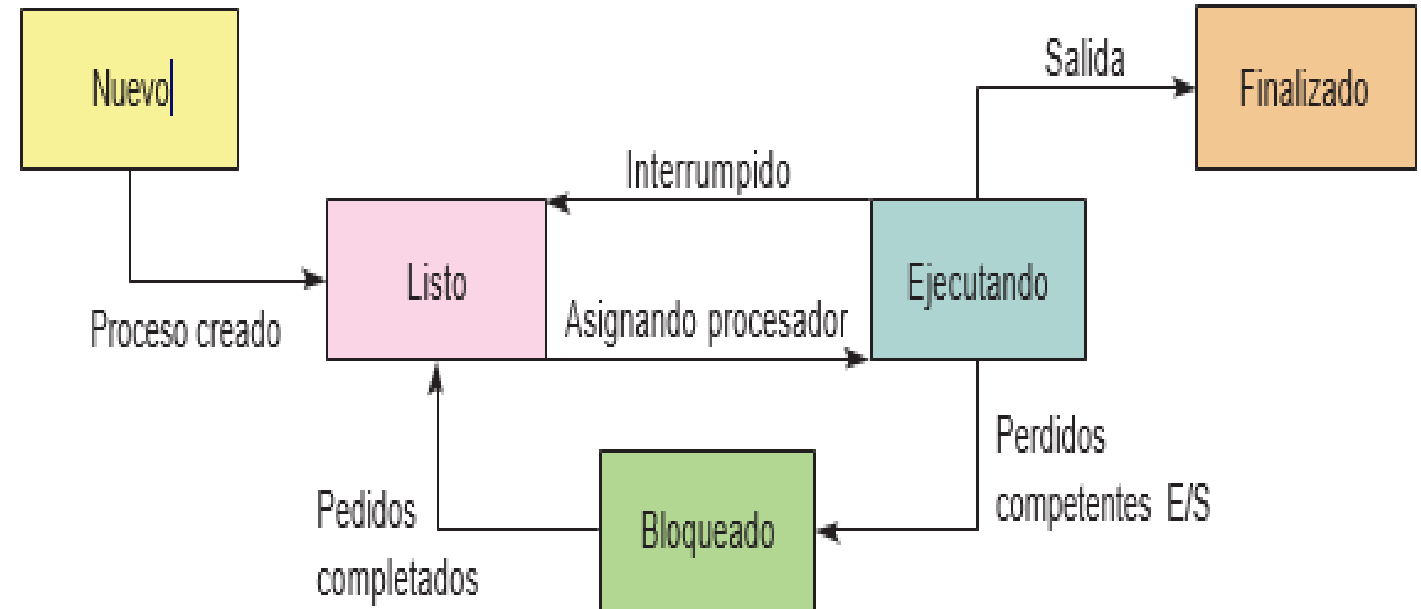 Nuevo
Salida
Finalizado
Interrumpido
Listo
Ejecutando
Proceso creado
Asignando procesador
Perdidos
competentes E/S
Pedidos
completados
Bloqueado